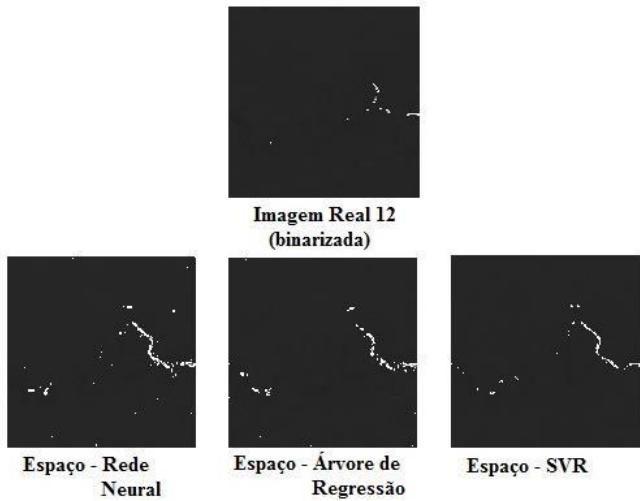 Imagem Real 12
(binarizada)
Espaço - Rede
Neural
Espaço - Árvore de
Regressão
Espaço - SVR